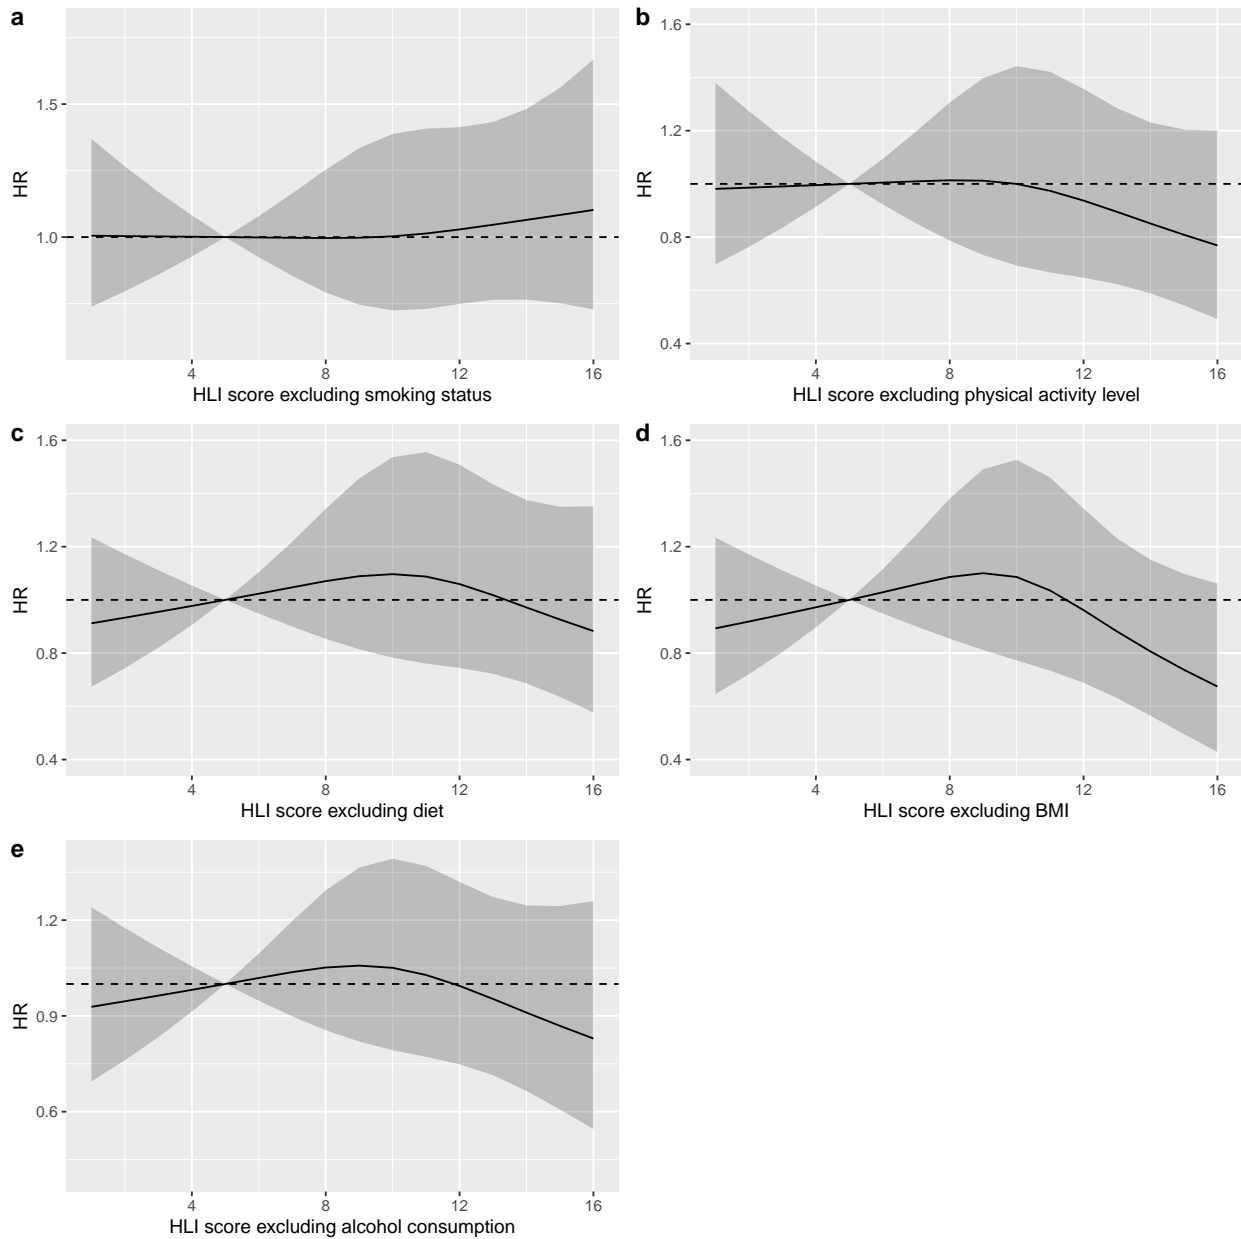 a
1.5
1.0
HR
4 8 12 16
HLI score excluding smoking status
b
1.6
1.2
0.8
0.4
HR
4 8 12 16
HLI score excluding physical activity level
c
1.6
1.2
0.8
0.4
HR
4 8 12 16
HLI score excluding diet
d
1.6
1.2
0.8
0.4
HR
4 8 12 16
HLI score excluding BMI
e
1.2
0.9
0.6
HR
4 8 12 16
HLI score excluding alcohol consumption